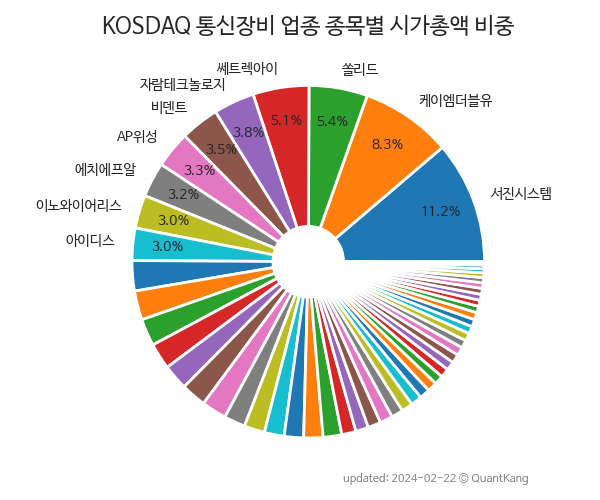 KOSDAQ 통신장비 업종 종목별 시가총액 비중
쎄트렉아이
쏠리드
자람테크놀로지
비덴트
케이엠더블유
AP위성
에치에프알
서진시스템
이노와이어리스
아이디스
5.1%
5.4%
3.8%
3.5%
8.3%
3.3%
3.2%
11.2%
3.0%
3.0%
updated: 2024-02-22 © QuantKang